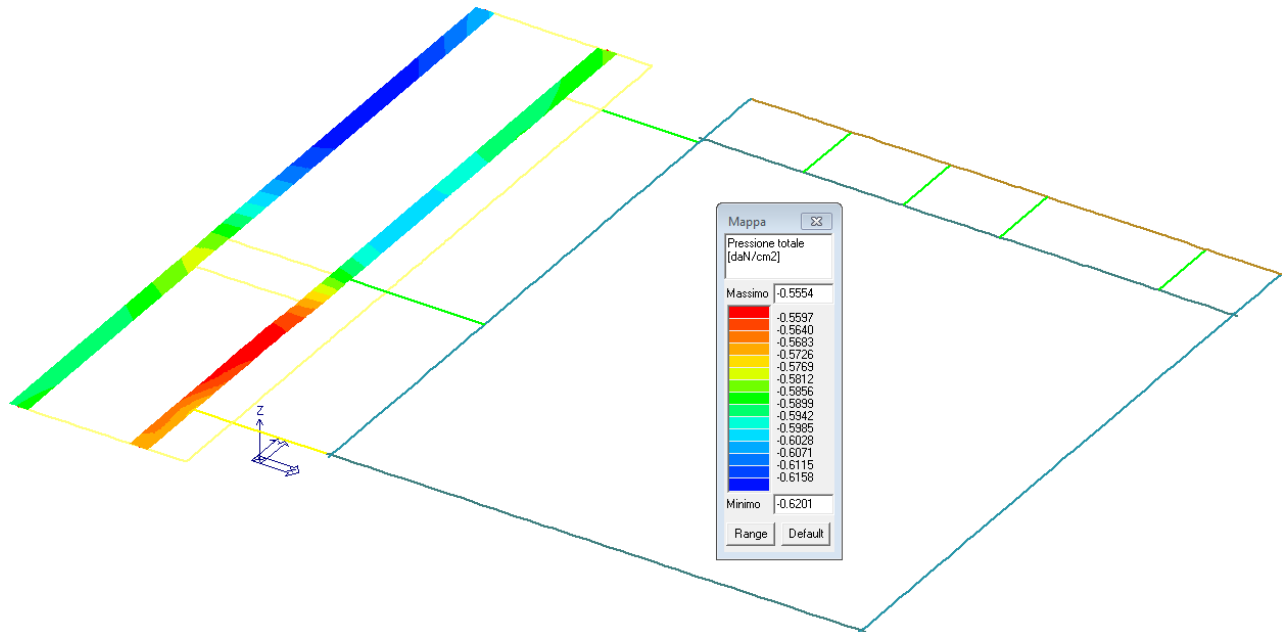 Mappa
Pressione totale
[daN/cm2]
Massimo -0.5554
-0.5597
-0.5640
-0.5683
-0.5726
-0.5769
-0.5812
-0.5856
-0.5899
-0.5942
-0.5985
-0.6028
-0.6071
-0.6115
-0.6158
Minimo -0.6201
Range Default
Z